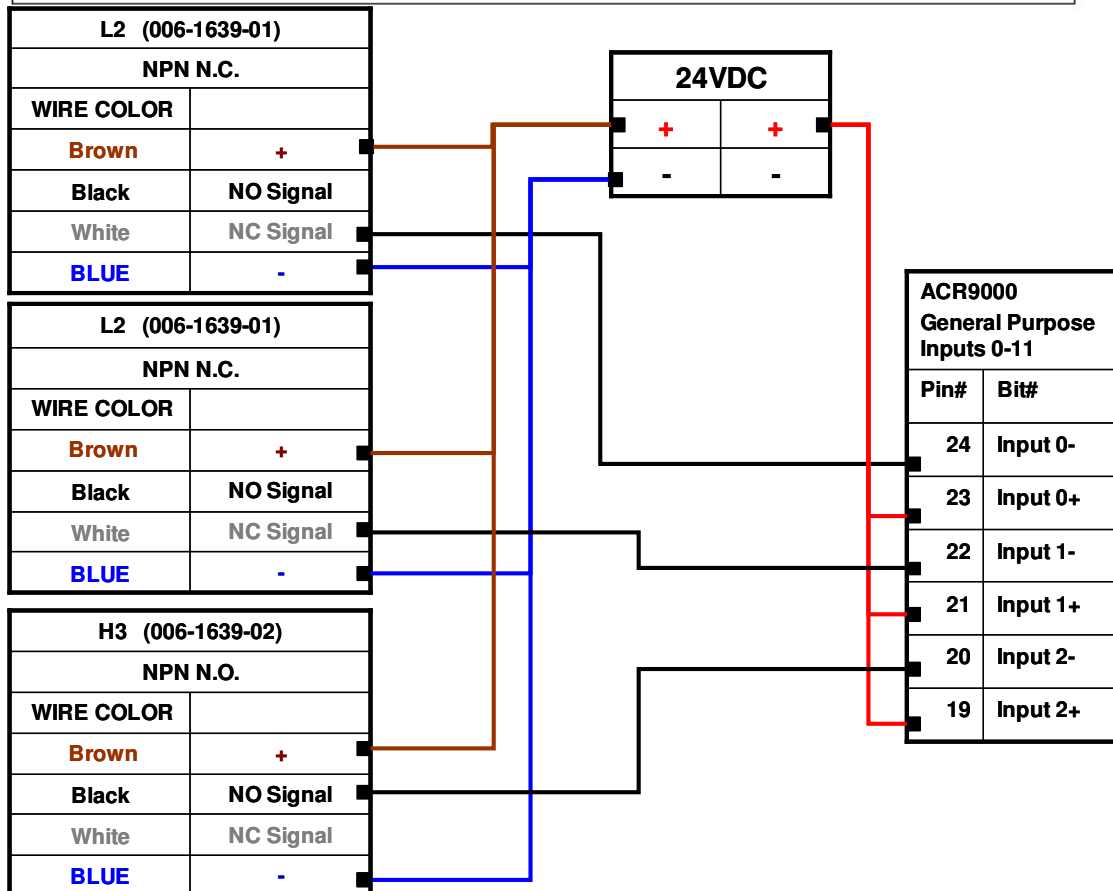 L2 (006-1639-01)
NPN N.C.
WIRE COLOR
Brown +
Black NO Signal
White NC Signal
BLUE -
L2 (006-1639-01)
NPN N.C.
WIRE COLOR
Brown +
Black NO Signal
White NC Signal
BLUE -
H3 (006-1639-02)
NPN N.O.
WIRE COLOR
Brown +
Black NO Signal
White NC Signal
BLUE -
24VDC
+ +
- -
ACR9000
General Purpose
Inputs 0-11
Pin# Bit#
24 Input 0-
23 Input 0+
22 Input 1-
21 Input 1+
20 Input 2-
19 Input 2+